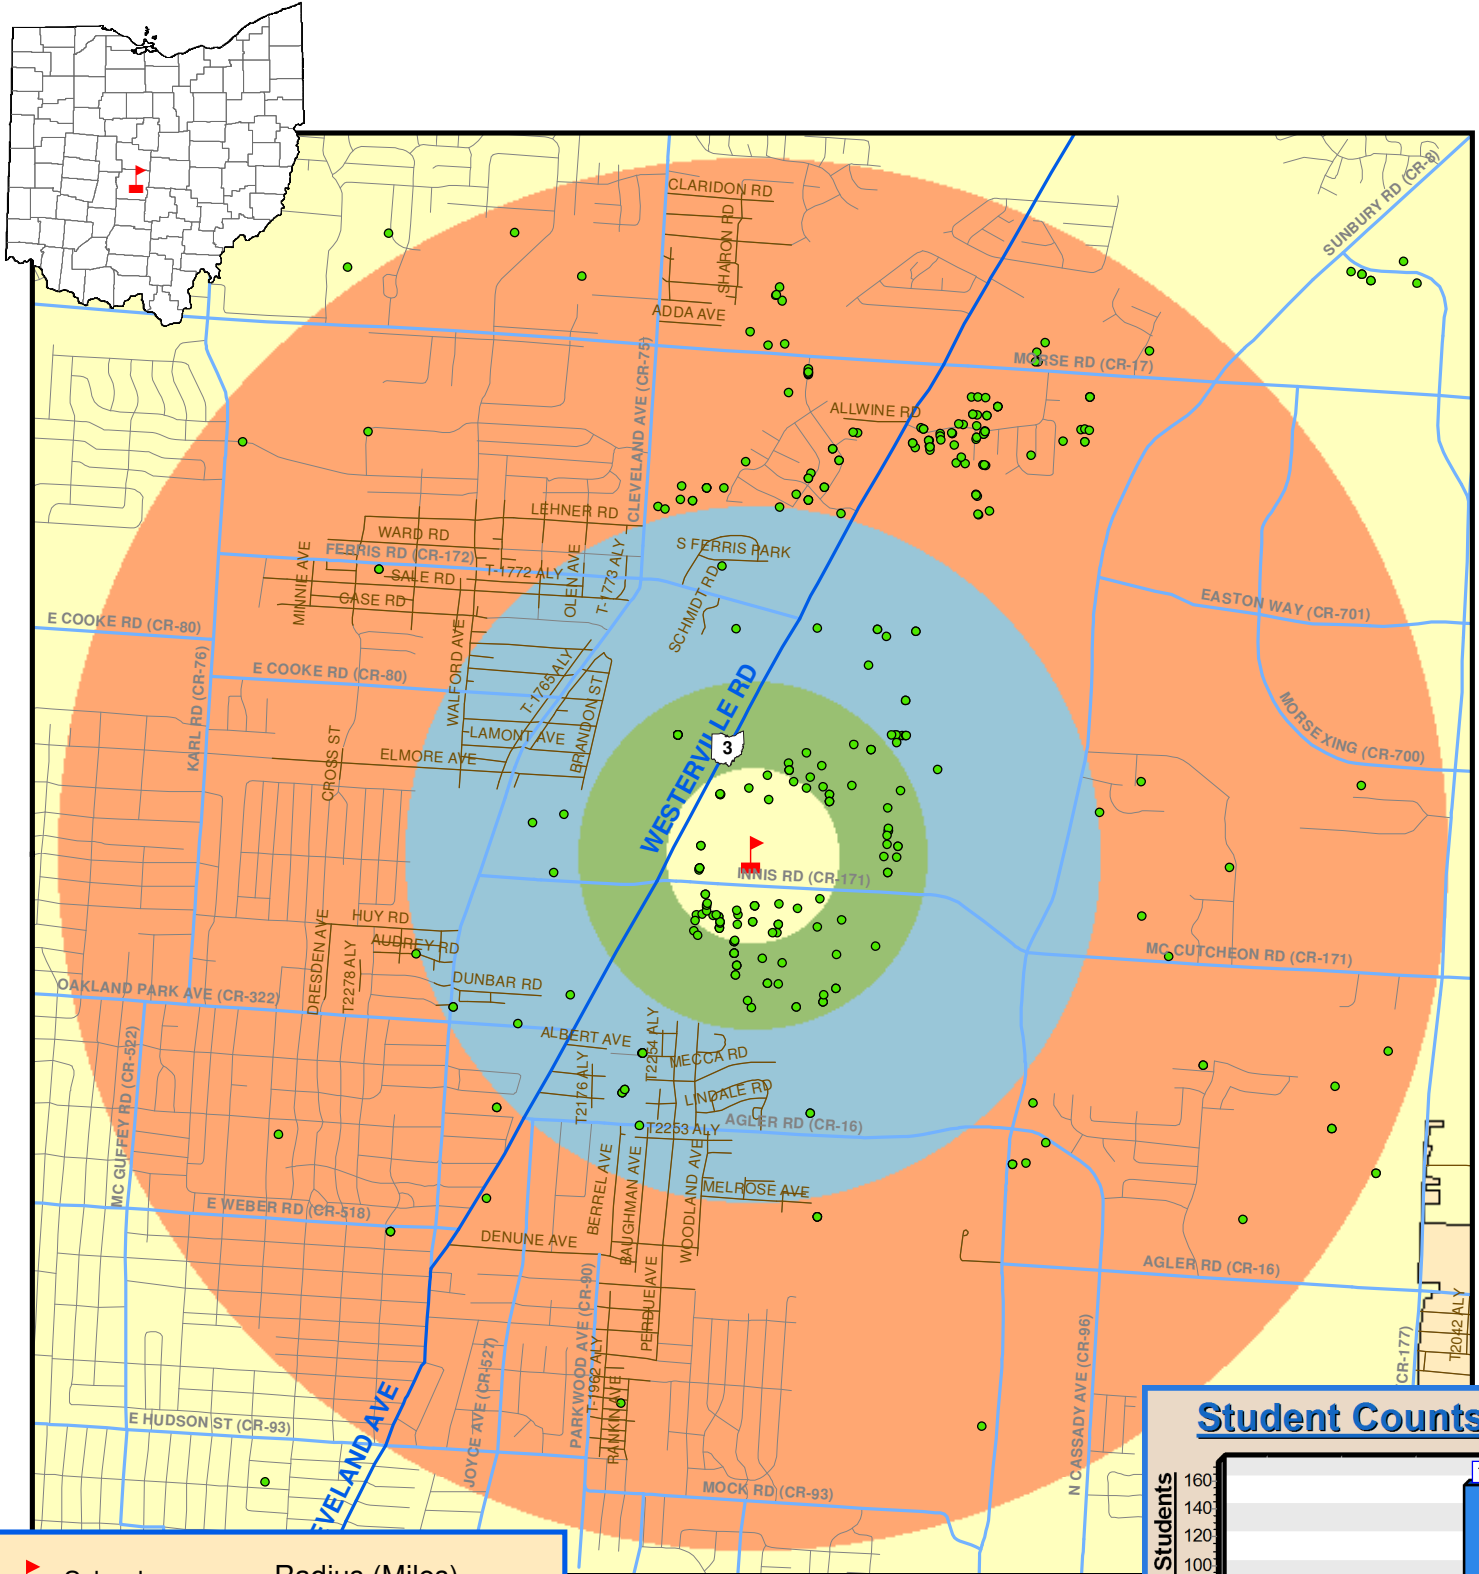 CLARIDON RD
SHARON RD
ADDA AVE
SUNBURY RD (CR-8)
MORSE RD (CR-17)
CLEVELAND AVE (CR-75)
ALLWINE RD
LEHNER RD
WARD RD
FERRIS RD (CR-172)
SALE RD
T-1772 ALY
CASE RD
MINNIE AVE
OLEN AVE
T-1773 ALY
S FERRIS PARK
SCHMIDT RD
EASTON WAY (CR-701)
E COOKE RD (CR-80)
E COOKE RD (CR-80)
KARL RD (CR-76)
WALFORD AVE
T-1765 ALY
BRANDON ST
LAMONT AVE
ELMORE AVE
CROSS ST
WESTERVILLE RD
3
MORSE XING (CR-700)
INNIS RD (CR-171)
HUY RD
AUDREY RD
DRESDEN AVE
T2278 ALY
DUNBAR RD
MC CUTCHEON RD (CR-171)
OAKLAND PARK AVE (CR-322)
ALBERT AVE
T2254 ALY
MECCA RD
T2176 ALY
LINDALE RD
MC GUFFEY RD (CR-522)
AGLER RD (CR-16)
T2253 ALY
BERREL AVE
BAUGHMAN AVE
WOODLAND AVE
MELROSE AVE
E WEBER RD (CR-518)
DENUNE AVE
AGLER RD (CR-16)
PERDUE AVE
PARKWOOD AVE (CR-90)
T-1962 ALY
RANKIN AVE
JOYCE AVE (CR-527)
N CASSADY AVE (CR-96)
(CR-177)
T2042 ALY
E HUDSON ST (CR-93)
EVELAND AVE
MOCK RD (CR-93)
Student Counts
Students
160
140
120
100
Radius (Miles)